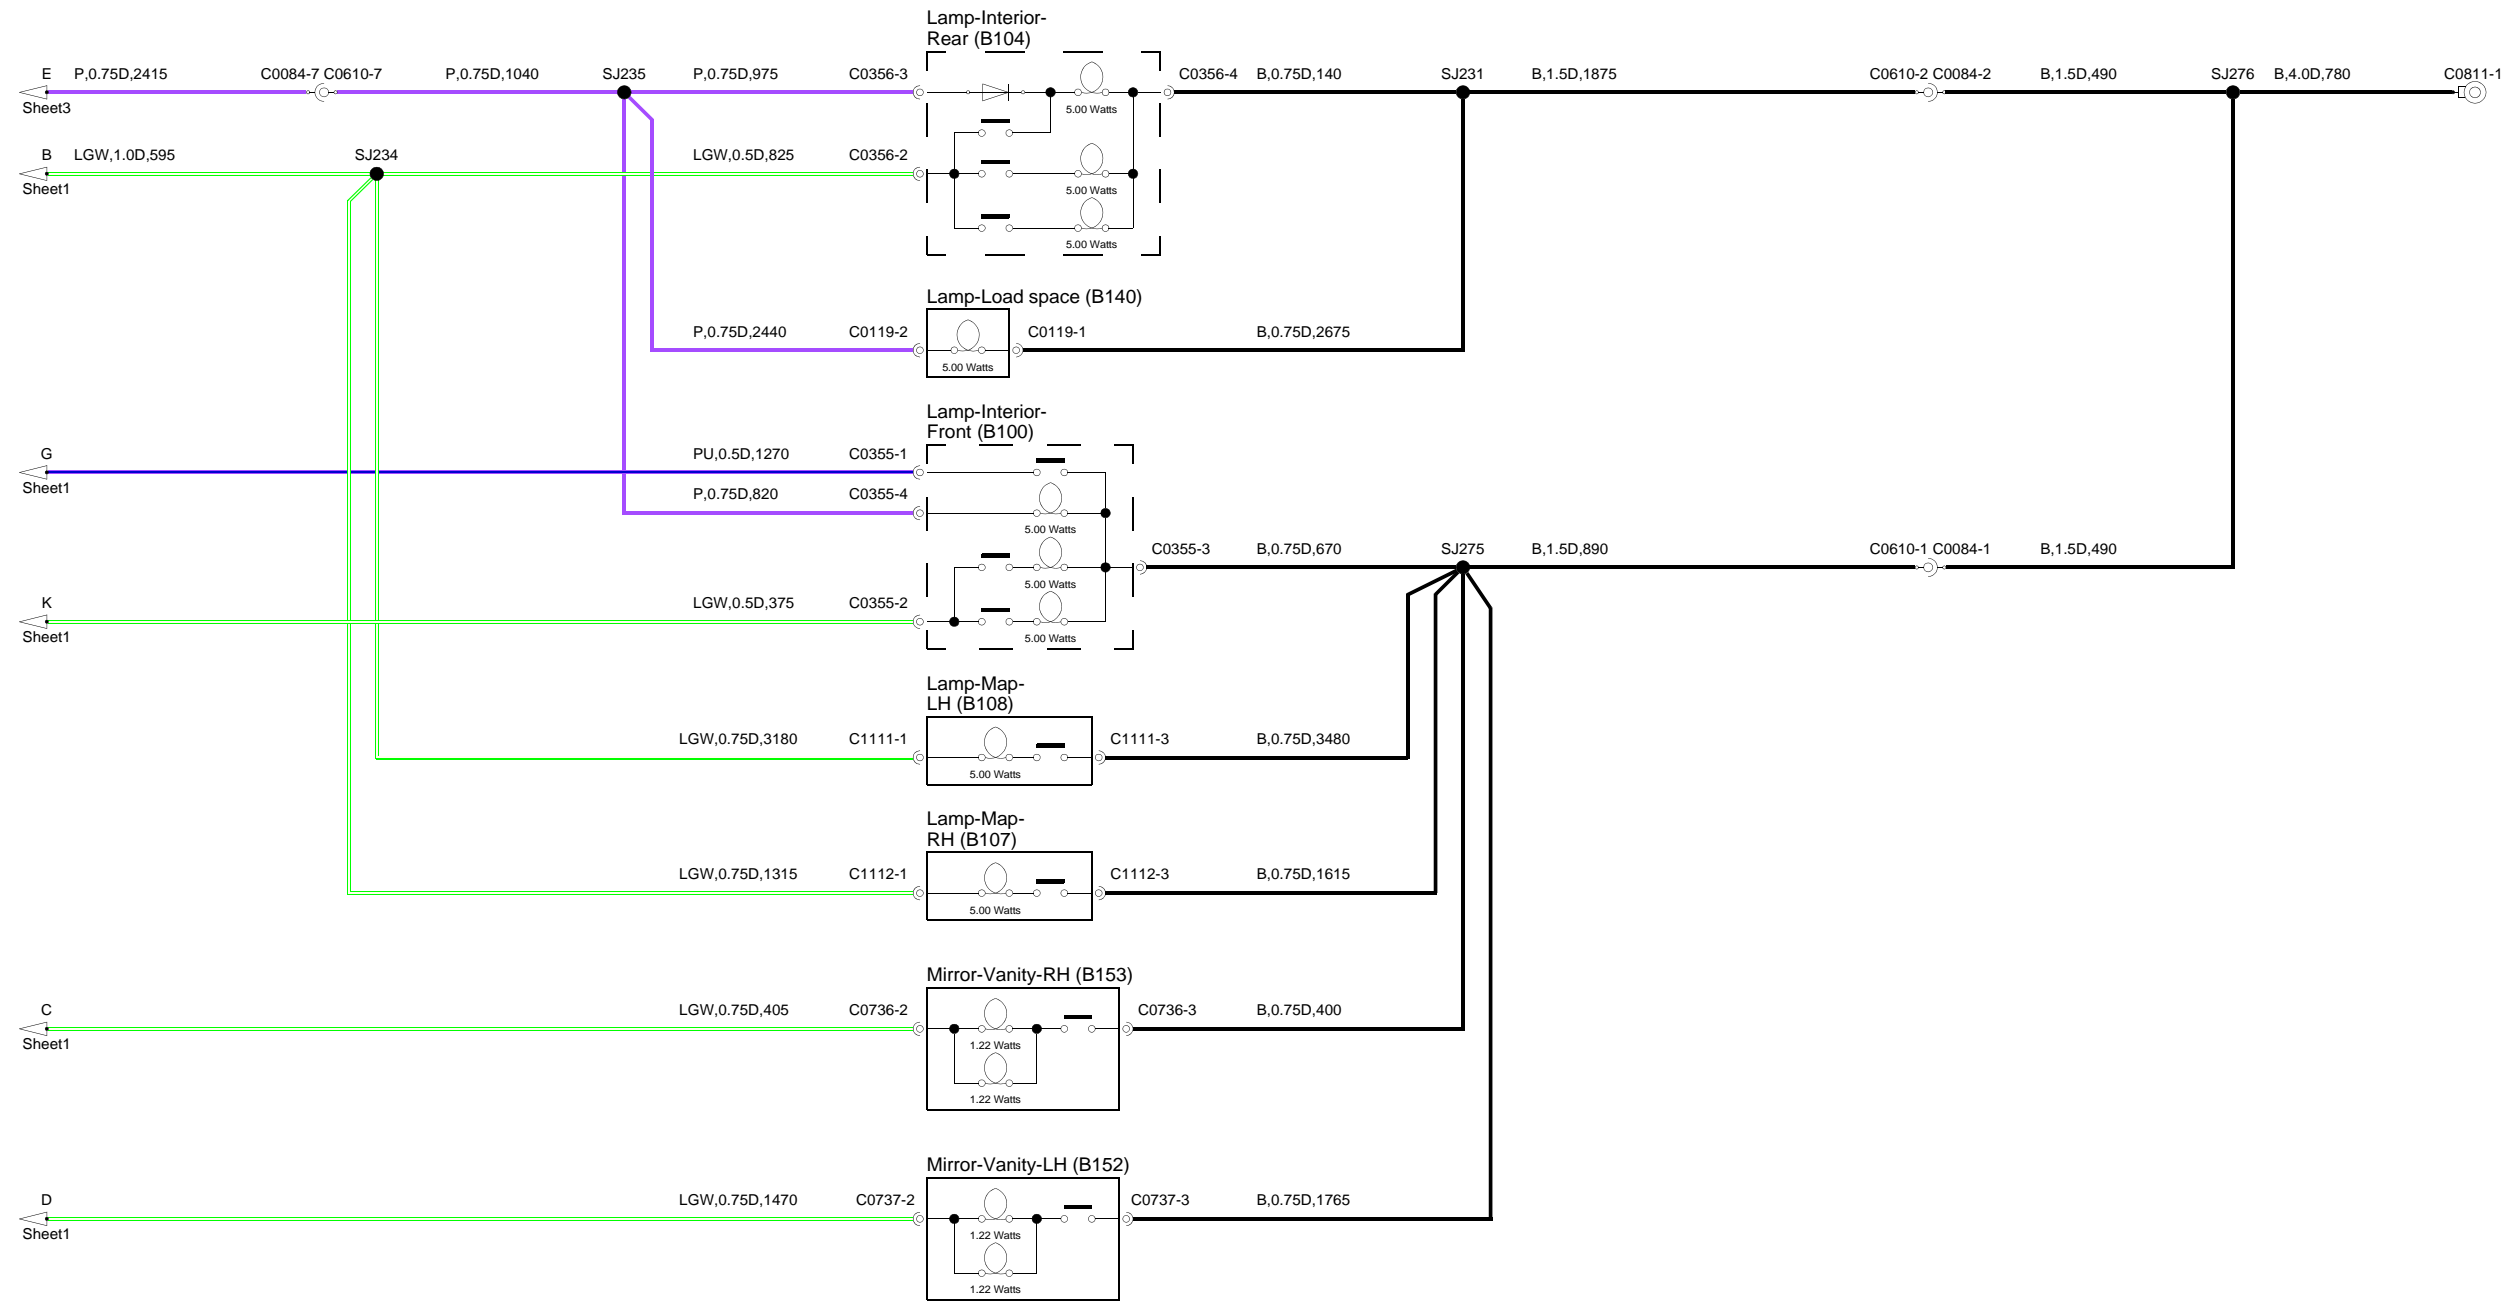 Lamp-Interior-
Rear (B104)
E P,0.75D,2415 C0084-7 C0610-7 P,0.75D,1040 SJ235 P,0.75D,975 C0356-3 C0356-4 B,0.75D,140 SJ231 B,1.5D,1875 C0610-2 C0084-2 B,1.5D,490 SJ276 B,4.0D,780 C0811-1
Sheet3 5.00 Watts
B LGW,1.0D,595 SJ234 LGW,0.5D,825 C0356-2
Sheet1 5.00 Watts
5.00 Watts
Lamp-Load space (B140)
P,0.75D,2440 C0119-2 C0119-1 B,0.75D,2675
5.00 Watts
Lamp-Interior-
Front (B100)
G PU,0.5D,1270 C0355-1
Sheet1 P,0.75D,820 C0355-4
5.00 Watts
C0355-3 B,0.75D,670 SJ275 B,1.5D,890 C0610-1 C0084-1 B,1.5D,490
5.00 Watts
K LGW,0.5D,375 C0355-2
Sheet1 5.00 Watts
Lamp-Map-
LH (B108)
LGW,0.75D,3180 C1111-1 C1111-3 B,0.75D,3480
5.00 Watts
Lamp-Map-
RH (B107)
LGW,0.75D,1315 C1112-1 C1112-3 B,0.75D,1615
5.00 Watts
Mirror-Vanity-RH (B153)
C LGW,0.75D,405 C0736-2 C0736-3 B,0.75D,400
Sheet1 1.22 Watts
1.22 Watts
Mirror-Vanity-LH (B152)
D LGW,0.75D,1470 C0737-2 C0737-3 B,0.75D,1765
Sheet1 1.22 Watts
1.22 Watts